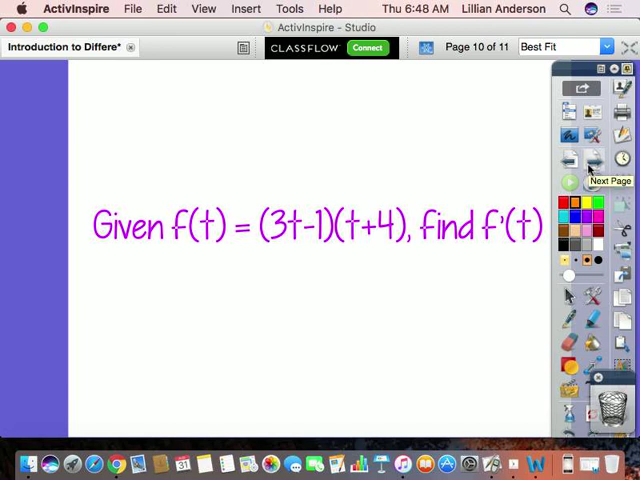 ActivInspire File Edit View Insert Tools Help Thu 6:48 AM Lillian Anderson
ActivInspire - Studio
Introduction to Differe* CLASSFLOW Connect Page 10 of 11 Best Fit
Next Page
Given f(t) = (3t-1)(t+4), find f'(t)